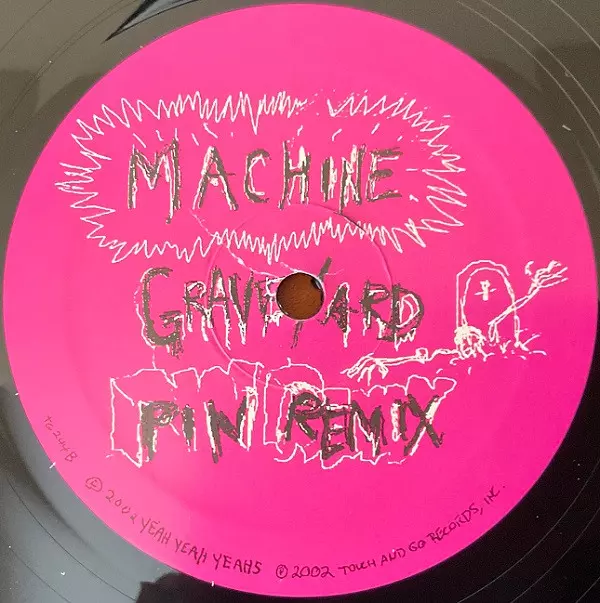 MACHINE
GRAVEYARD
PIN REMIX
TG244B
© 2002 YEAH YEAH YEAHS ℗ 2002 TOUCH AND GO RECORDS, INC.